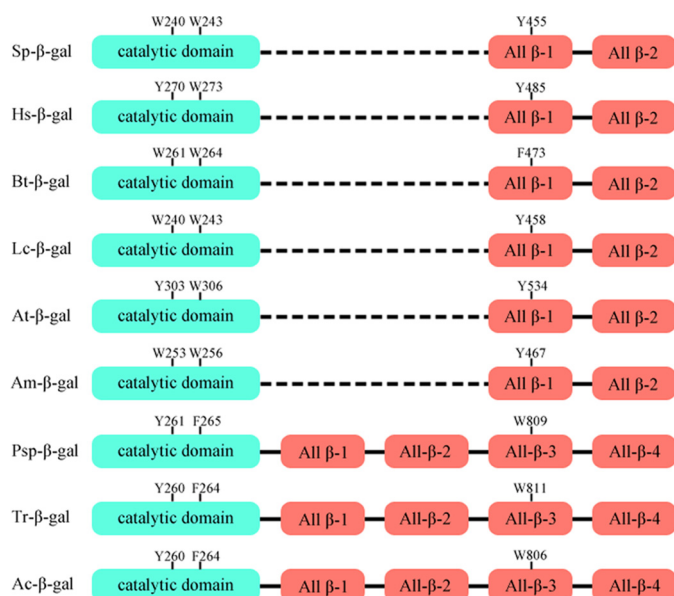 W240 W243 Y455
Sp-β-gal catalytic domain All β-1 All β-2
Y270 W273 Y485
Hs-β-gal catalytic domain All β-1 All β-2
W261 W264 F473
Bt-β-gal catalytic domain All β-1 All β-2
W240 W243 Y458
Lc-β-gal catalytic domain All β-1 All β-2
Y303 W306 Y534
At-β-gal catalytic domain All β-1 All β-2
W253 W256 Y467
Am-β-gal catalytic domain All β-1 All β-2
Y261 F265 W809
Psp-β-gal catalytic domain All β-1 All-β-2 All-β-3 All-β-4
Y260 F264 W811
Tr-β-gal catalytic domain All β-1 All-β-2 All-β-3 All-β-4
Y260 F264 W806
Ac-β-gal catalytic domain All β-1 All-β-2 All-β-3 All-β-4